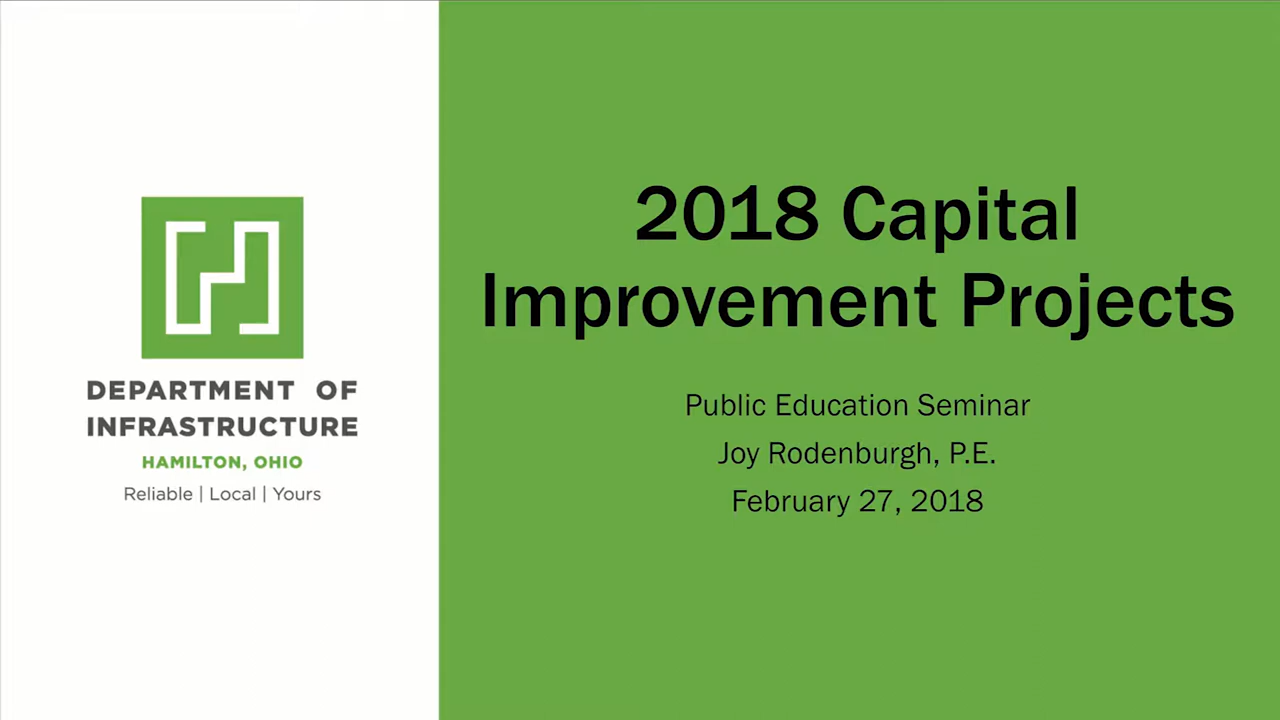 DEPARTMENT OF
INFRASTRUCTURE
HAMILTON, OHIO
Reliable | Local | Yours
2018 Capital
Improvement Projects
Public Education Seminar
Joy Rodenburgh, P.E.
February 27, 2018